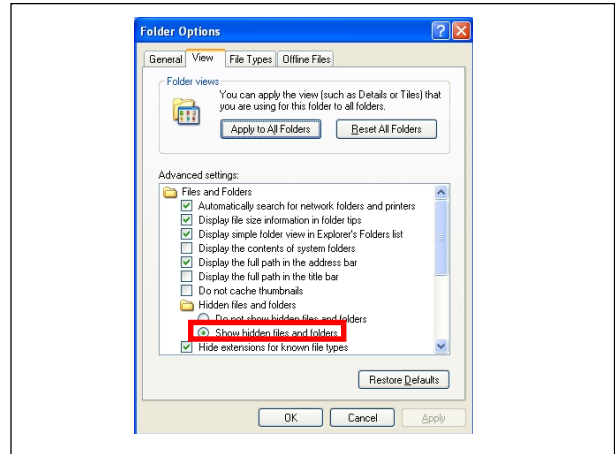 Folder Options
General View File Types Offline Files
Folder views
You can apply the view (such as Details or Tiles) that
you are using for this folder to all folders.
Apply to All Folders Reset All Folders
Advanced settings:
Files and Folders
Automatically search for network folders and printers
Display file size information in folder tips
Display simple folder view in Explorer's Folders list
Display the contents of system folders
Display the full path in the address bar
Display the full path in the title bar
Do not cache thumbnails
Hidden files and folders
Do not show hidden files and folders
Show hidden files and folders
Hide extensions for known file types
Restore Defaults
OK Cancel Apply